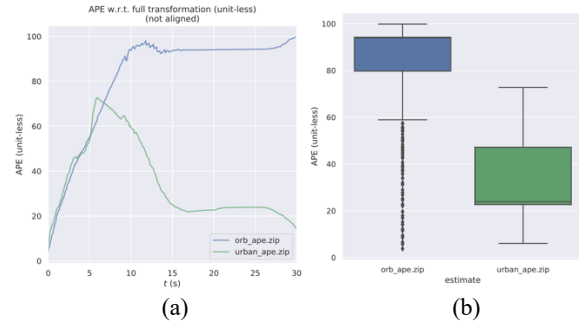 APE w.r.t. full transformation (unit-less)
(not aligned)
APE (unit-less)
100
80
60
40
20
0
0 5 10 15 20 25 30
t (s)
orb_ape.zip
urban_ape.zip
(a)
APE (unit-less)
100
80
60
40
20
0
orb_ape.zip urban_ape.zip
estimate
(b)